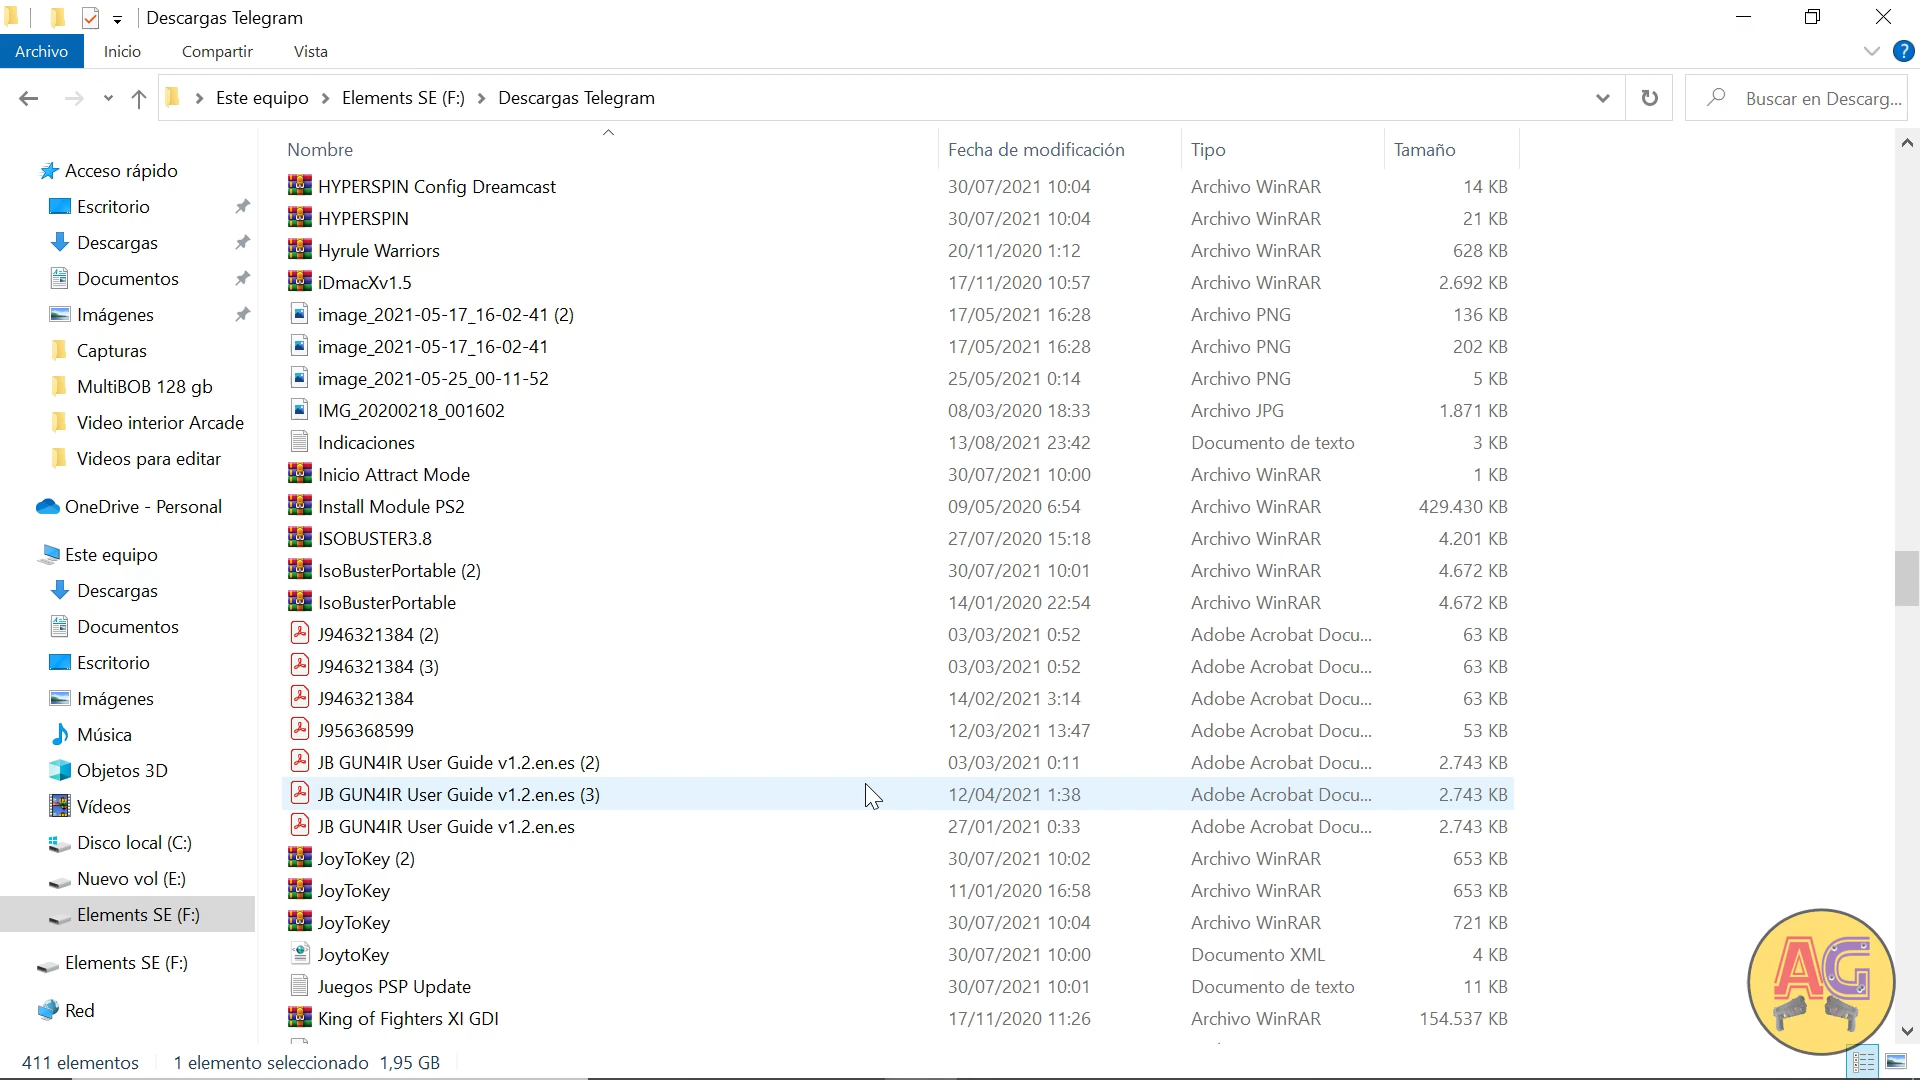 Descargas Telegram
Archivo Inicio Compartir Vista ?
Este equipo > Elements SE (F:) > Descargas Telegram
Buscar en Descarg...
Acceso rápido
Escritorio
Descargas
Documentos
Imágenes
Capturas
MultiBOB 128 gb
Video interior Arcade
Videos para editar
OneDrive - Personal
Este equipo
Descargas
Documentos
Escritorio
Imágenes
Música
Objetos 3D
Vídeos
Disco local (C:)
Nuevo vol (E:)
Elements SE (F:)
Elements SE (F:)
Red
Nombre Fecha de modificación Tipo Tamaño
HYPERSPIN Config Dreamcast 30/07/2021 10:04 Archivo WinRAR 14 KB
HYPERSPIN 30/07/2021 10:04 Archivo WinRAR 21 KB
Hyrule Warriors 20/11/2020 1:12 Archivo WinRAR 628 KB
iDmacXv1.5 17/11/2020 10:57 Archivo WinRAR 2.692 KB
image_2021-05-17_16-02-41 (2) 17/05/2021 16:28 Archivo PNG 136 KB
image_2021-05-17_16-02-41 17/05/2021 16:28 Archivo PNG 202 KB
image_2021-05-25_00-11-52 25/05/2021 0:14 Archivo PNG 5 KB
IMG_20200218_001602 08/03/2020 18:33 Archivo JPG 1.871 KB
Indicaciones 13/08/2021 23:42 Documento de texto 3 KB
Inicio Attract Mode 30/07/2021 10:00 Archivo WinRAR 1 KB
Install Module PS2 09/05/2020 6:54 Archivo WinRAR 429.430 KB
ISOBUSTER3.8 27/07/2020 15:18 Archivo WinRAR 4.201 KB
IsoBusterPortable (2) 30/07/2021 10:01 Archivo WinRAR 4.672 KB
IsoBusterPortable 14/01/2020 22:54 Archivo WinRAR 4.672 KB
J946321384 (2) 03/03/2021 0:52 Adobe Acrobat Docu... 63 KB
J946321384 (3) 03/03/2021 0:52 Adobe Acrobat Docu... 63 KB
J946321384 14/02/2021 3:14 Adobe Acrobat Docu... 63 KB
J956368599 12/03/2021 13:47 Adobe Acrobat Docu... 53 KB
JB GUN4IR User Guide v1.2.en.es (2) 03/03/2021 0:11 Adobe Acrobat Docu... 2.743 KB
JB GUN4IR User Guide v1.2.en.es (3) 12/04/2021 1:38 Adobe Acrobat Docu... 2.743 KB
JB GUN4IR User Guide v1.2.en.es 27/01/2021 0:33 Adobe Acrobat Docu... 2.743 KB
JoyToKey (2) 30/07/2021 10:02 Archivo WinRAR 653 KB
JoyToKey 11/01/2020 16:58 Archivo WinRAR 653 KB
JoyToKey 30/07/2021 10:04 Archivo WinRAR 721 KB
JoytoKey 30/07/2021 10:00 Documento XML 4 KB
Juegos PSP Update 30/07/2021 10:01 Documento de texto 11 KB
King of Fighters XI GDI 17/11/2020 11:26 Archivo WinRAR 154.537 KB
AG
411 elementos 1 elemento seleccionado 1,95 GB